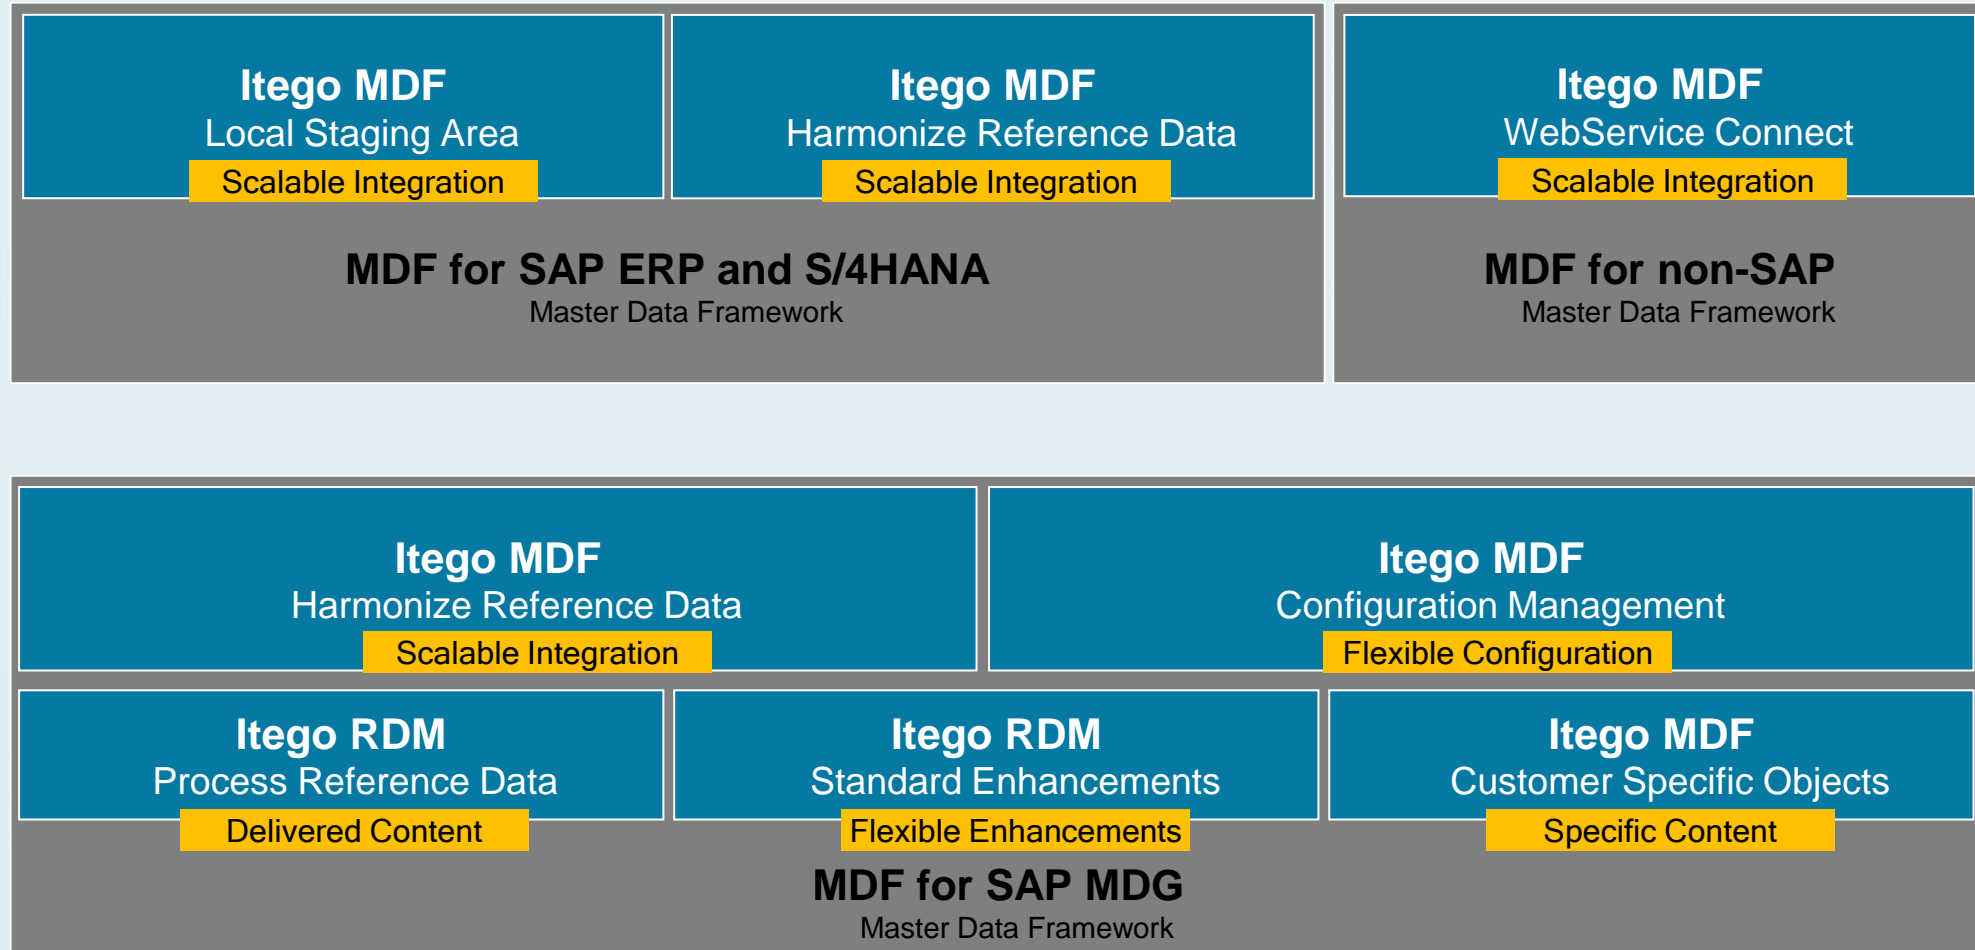 Itego MDF
Local Staging Area
Scalable Integration
Itego MDF
Harmonize Reference Data
Scalable Integration
MDF for SAP ERP and S/4HANA
Master Data Framework
Itego MDF
WebService Connect
Scalable Integration
MDF for non-SAP
Master Data Framework
Itego MDF
Harmonize Reference Data
Scalable Integration
Itego MDF
Configuration Management
Flexible Configuration
Itego RDM
Process Reference Data
Delivered Content
Itego RDM
Standard Enhancements
Flexible Enhancements
Itego MDF
Customer Specific Objects
Specific Content
MDF for SAP MDG
Master Data Framework